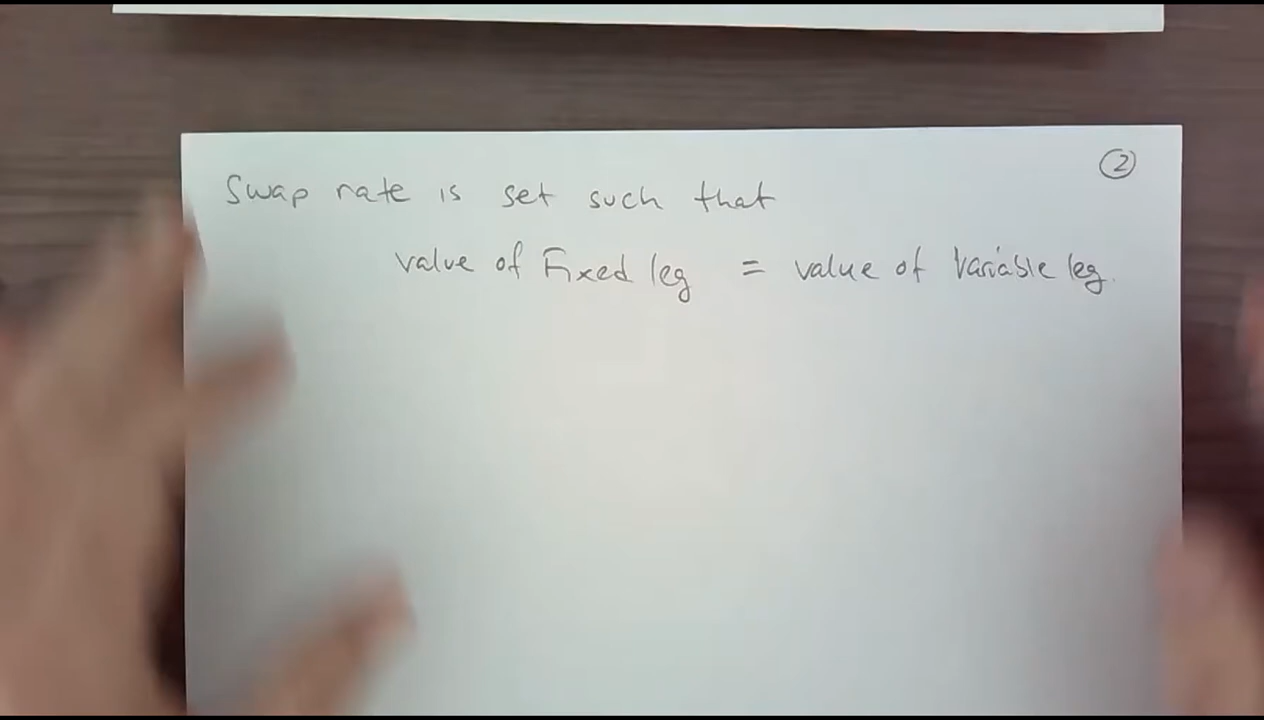 ②
Swap rate is set such that
value of Fixed leg = value of Variable leg.